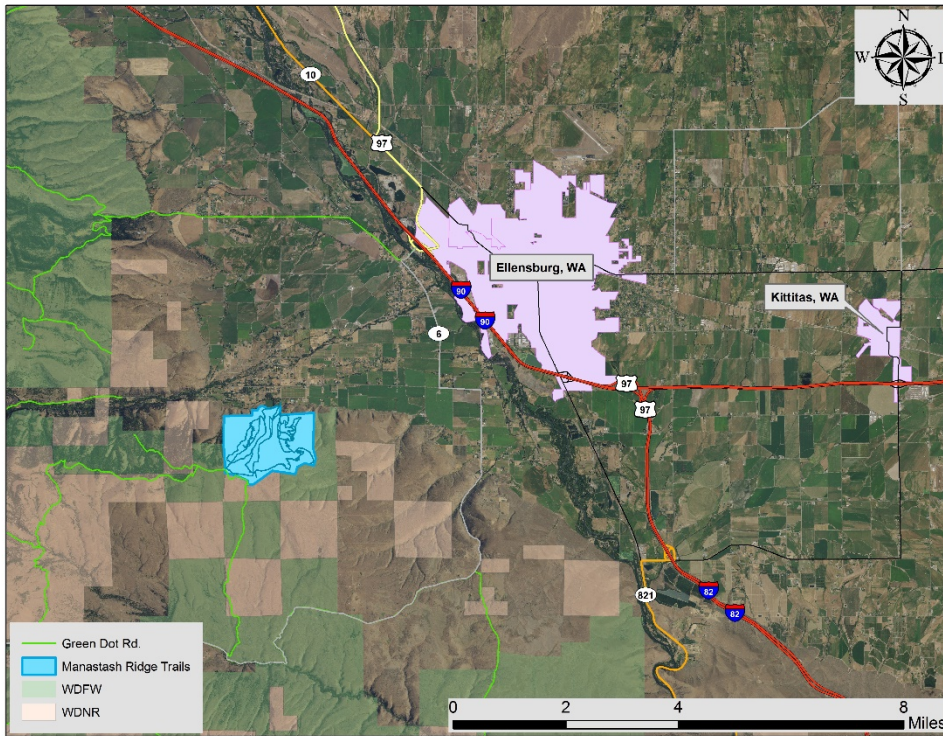 N
W
E
S
10
97
Ellensburg, WA
90
Kittitas, WA
90
6
97
97
82
821
82
Green Dot Rd.
Manastash Ridge Trails
WDFW
WDNR
0
2
4
8
Miles